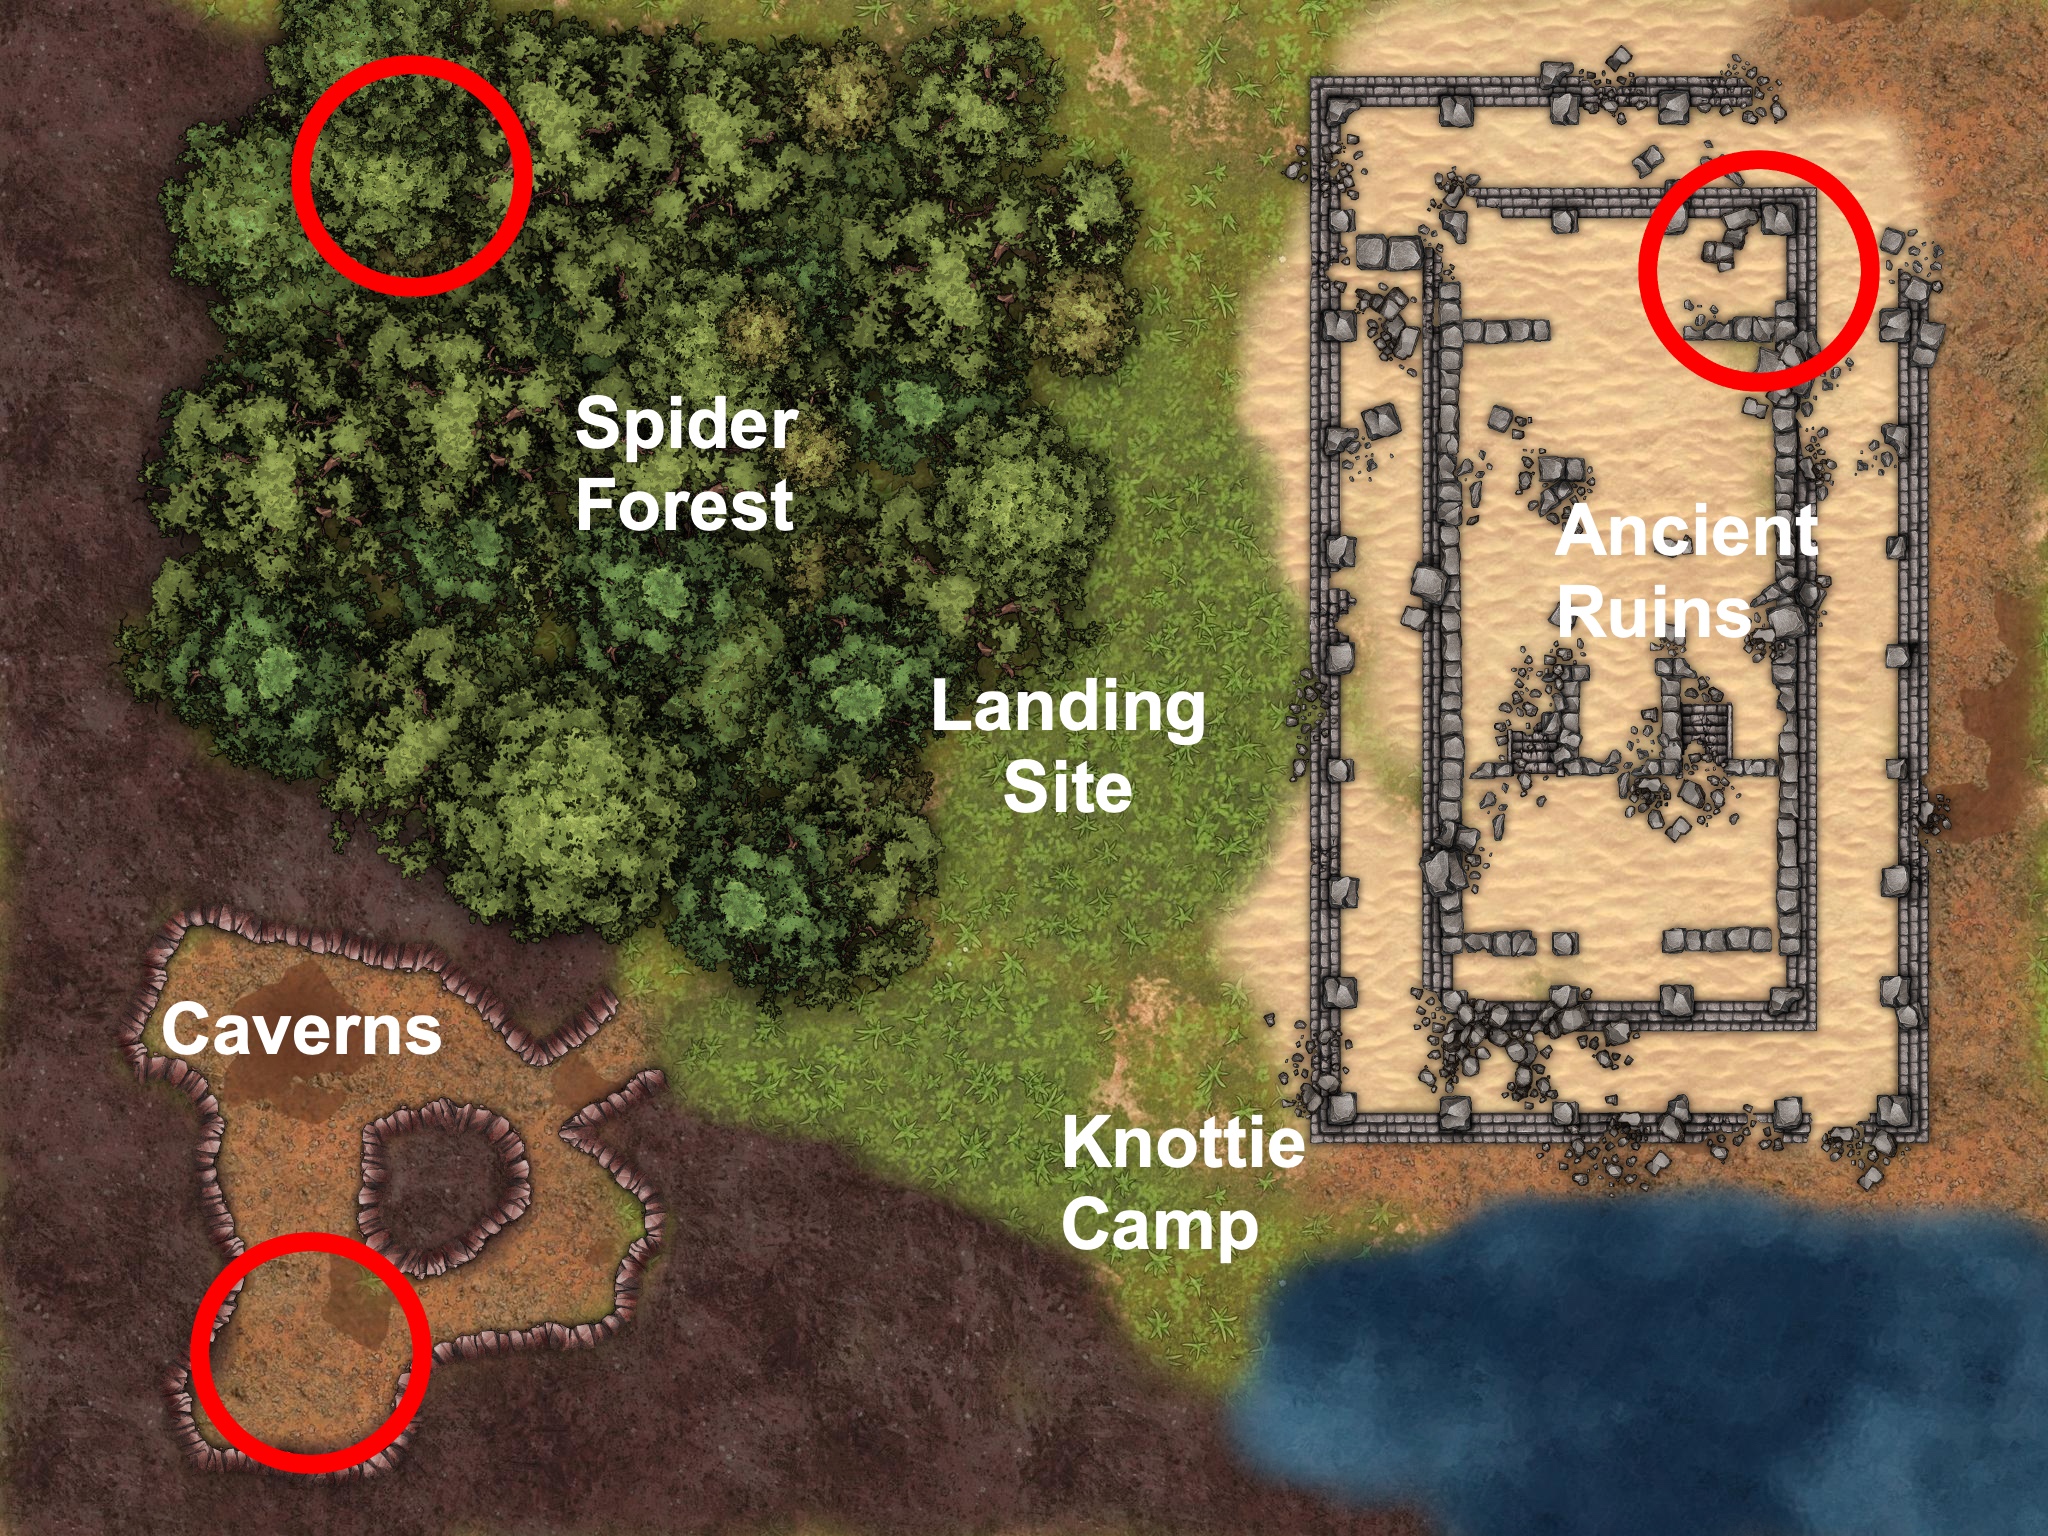 Spider
Forest
Ancient
Ruins
Landing
Site
Caverns
Knottie
Camp